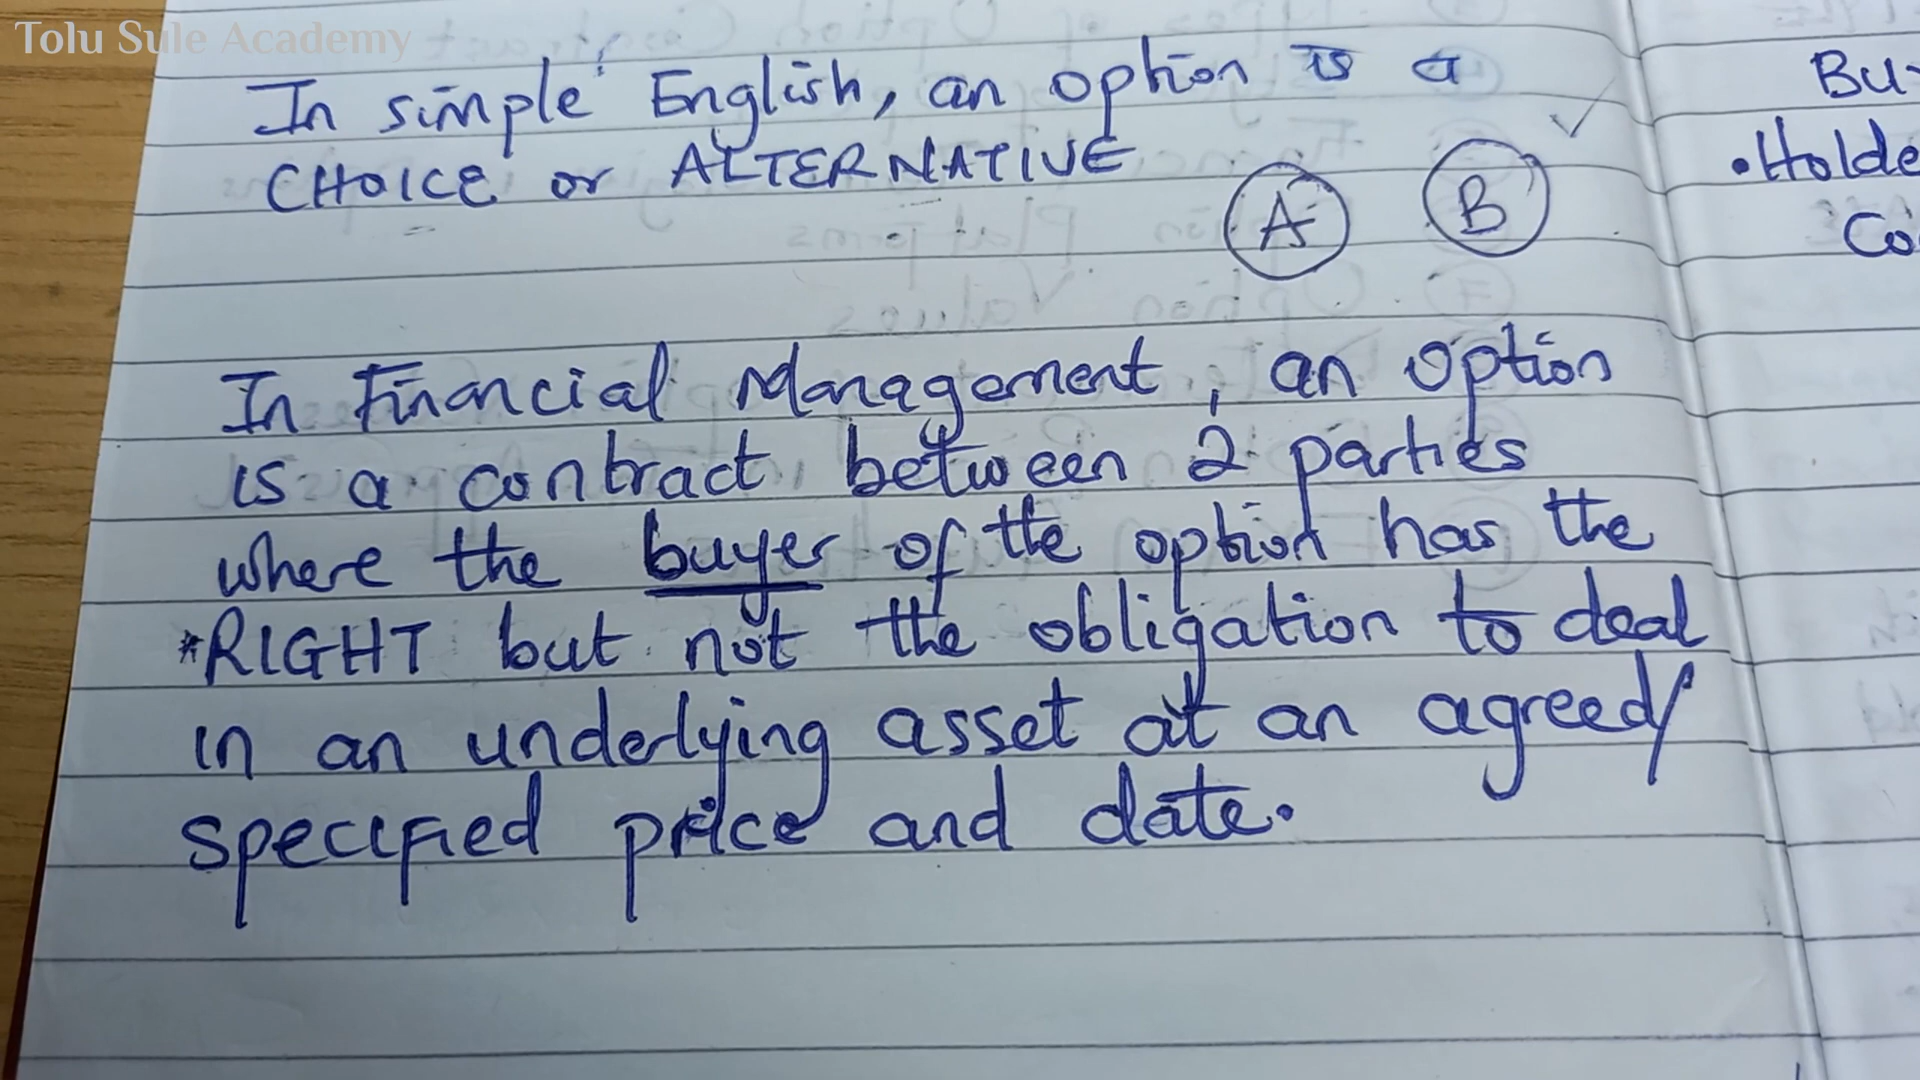 Tolu Sule Academy
In simple English, an option is a
CHOICE or ALTERNATIVE
A B
In Financial Management, an option
is a contract between 2 parties
where the buyer of the option has the
*RIGHT but not the obligation to deal
in an underlying asset at an agreed/
specified price and date.
Bu
•Holde
Co